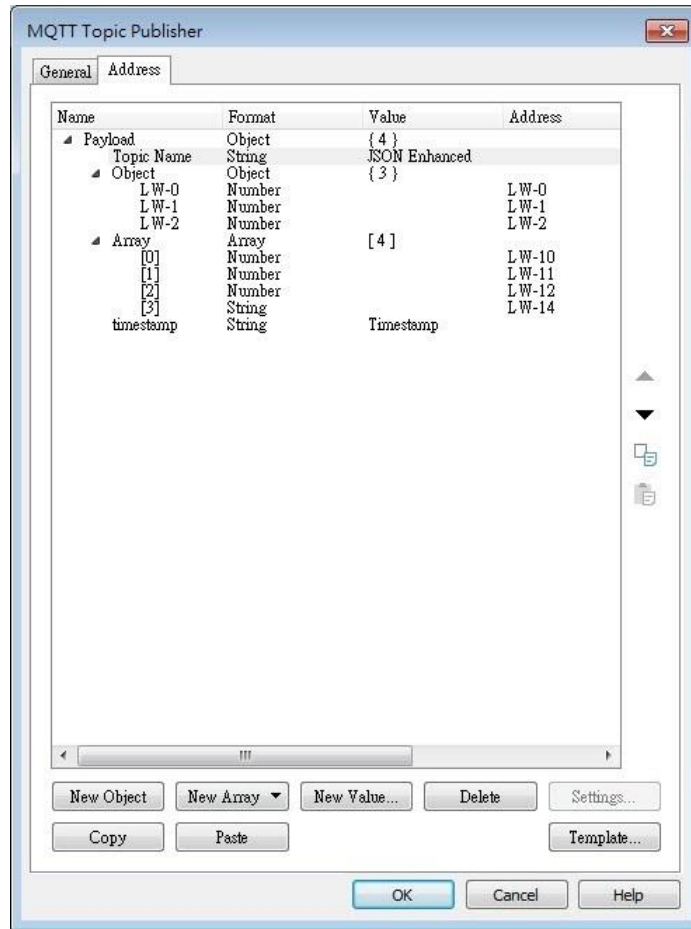 MQTT Topic Publisher
General Address
Name Format Value Address
Payload Object { 4 }
Topic Name String JSON Enhanced
Object Object { 3 }
LW-0 Number LW-0
LW-1 Number LW-1
LW-2 Number LW-2
Array Array [ 4 ]
[0] Number LW-10
[1] Number LW-11
[2] Number LW-12
[3] String LW-14
timestamp String Timestamp
New Object New Array New Value... Delete Settings...
Copy Paste Template...
OK Cancel Help